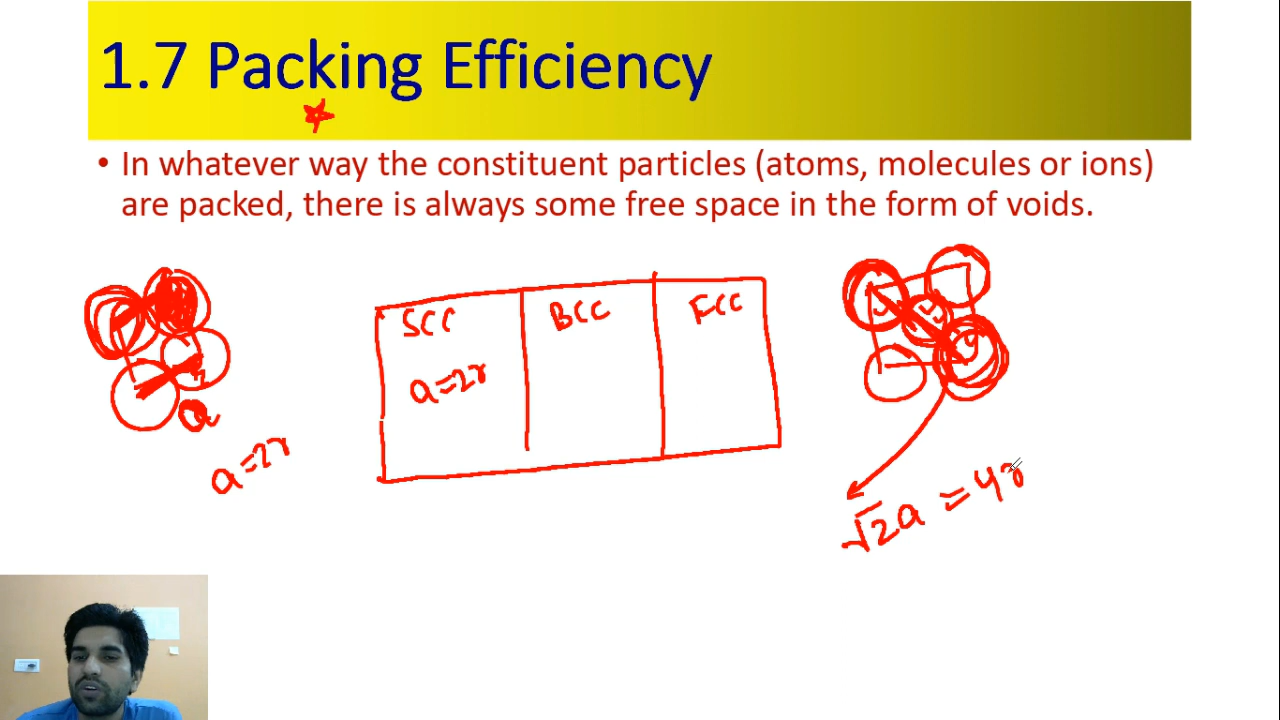 1.7 Packing Efficiency
• In whatever way the constituent particles (atoms, molecules or ions)
are packed, there is always some free space in the form of voids.
SCC BCC FCC
a=2r
a
a=2r
√2a = 4r